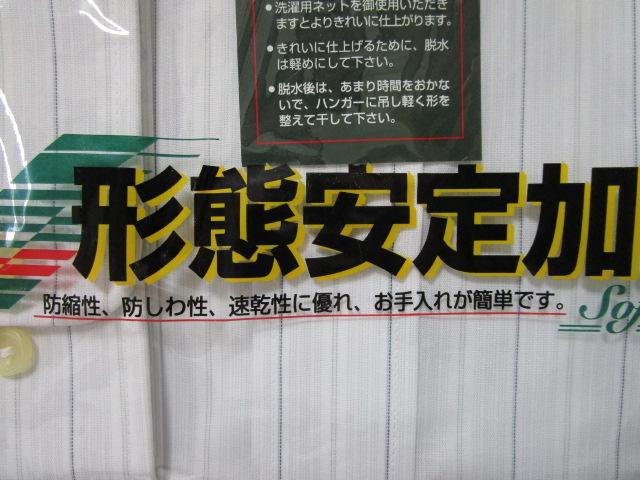 ● 洗濯用ネットを御使用いただき
ますとよりきれいに仕上がります。
● きれいに仕上げるために、脱水
は軽めにして下さい。
● 脱水後は、あまり時間をおかな
いで、ハンガーに吊し軽く形を
整えて干して下さい。
形態安定加
防縮性、防しわ性、速乾性に優れ、お手入れが簡単です。
Sof